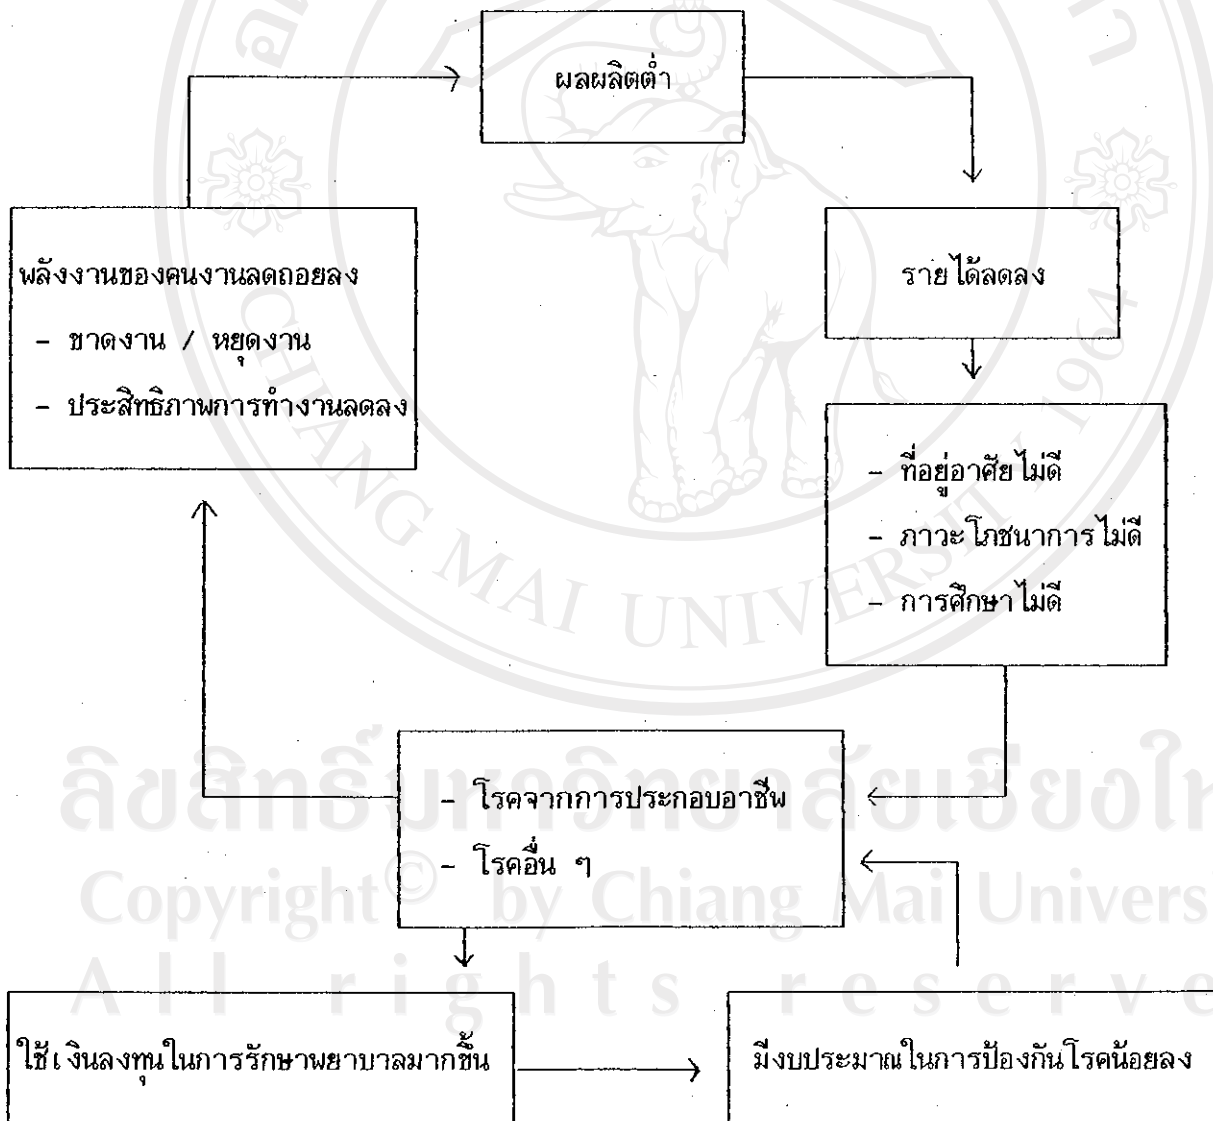 ผลผลิตต่ำ
พลังงานของคนงานลดถอยลง
- ขาดงาน / หยุดงาน
- ประสิทธิภาพการทำงานลดลง
รายได้ลดลง
- ที่อยู่อาศัยไม่ดี
- ภาวะโภชนาการไม่ดี
- การศึกษาไม่ดี
- โรคจากการประกอบอาชีพ
- โรคอื่น ๆ
ใช้เงินลงทุนในการรักษาพยาบาลมากขึ้น
มีงบประมาณในการป้องกันโรคน้อยลง
CHIANG MAI UNIVERSITY 1964
ลิขสิทธิ์มหาวิทยาลัยเชียงให
Copyright © by Chiang Mai Univers
All rights reserve